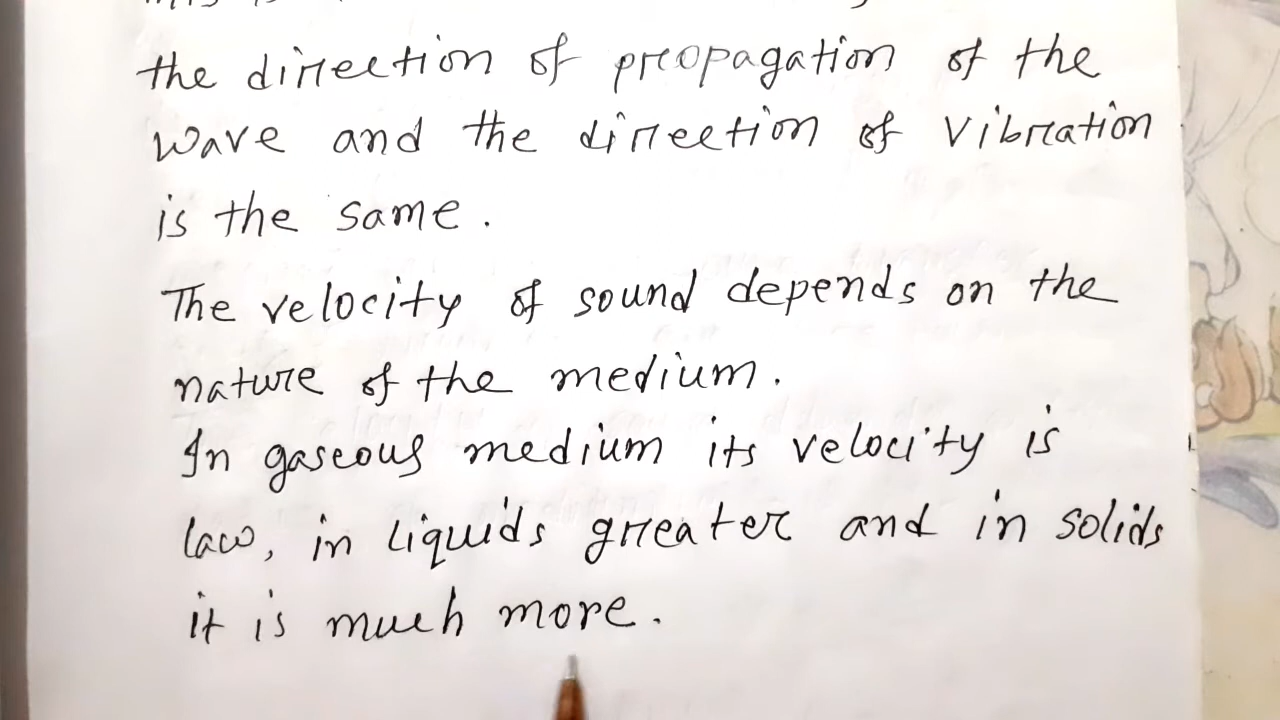 the direction of propagation of the
wave and the direction of vibration
is the same.
The velocity of sound depends on the
nature of the medium.
In gaseous medium its velocity is
law, in liquids greater and in solids
it is much more.